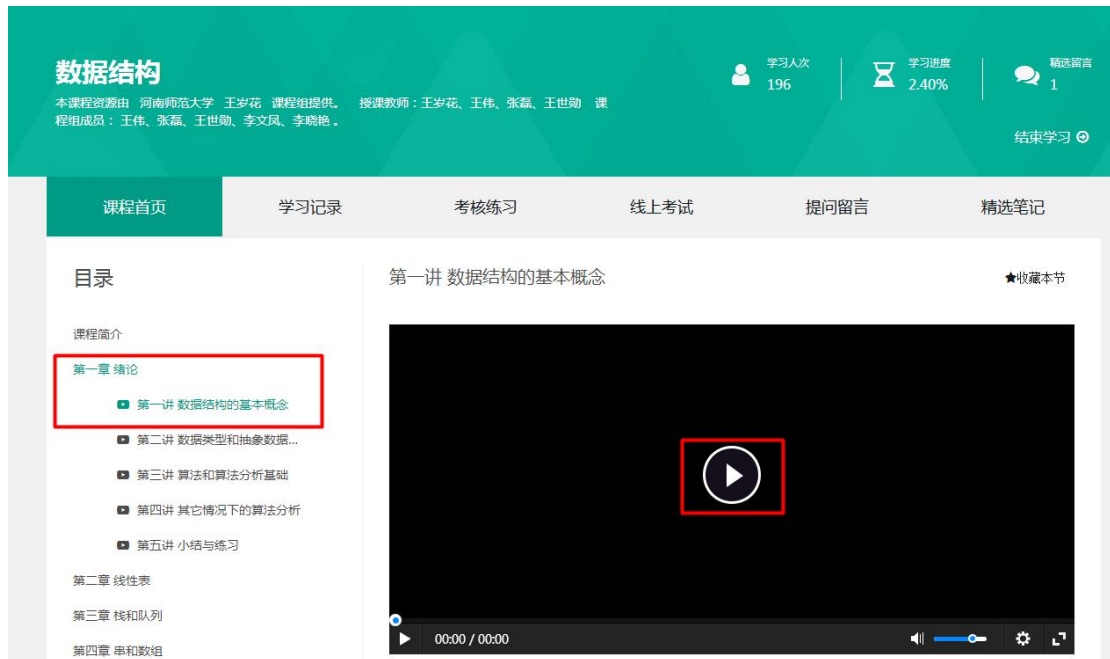 数据结构
本课程资源由 河南师范大学 王岁花 课程组提供。 授课教师：王岁花、王伟、张磊、王世勋 课
程组成员：王伟、张磊、王世勋、李文凤、李晓艳。
学习人次
196
学习进度
2.40%
精选留言
1
结束学习
课程首页
学习记录
考核练习
线上考试
提问留言
精选笔记
目录
课程简介
第一章 绪论
第一讲 数据结构的基本概念
第二讲 数据类型和抽象数据...
第三讲 算法和算法分析基础
第四讲 其它情况下的算法分析
第五讲 小结与练习
第二章 线性表
第三章 栈和队列
第四章 串和数组
第一讲 数据结构的基本概念
★收藏本节
00:00 / 00:00